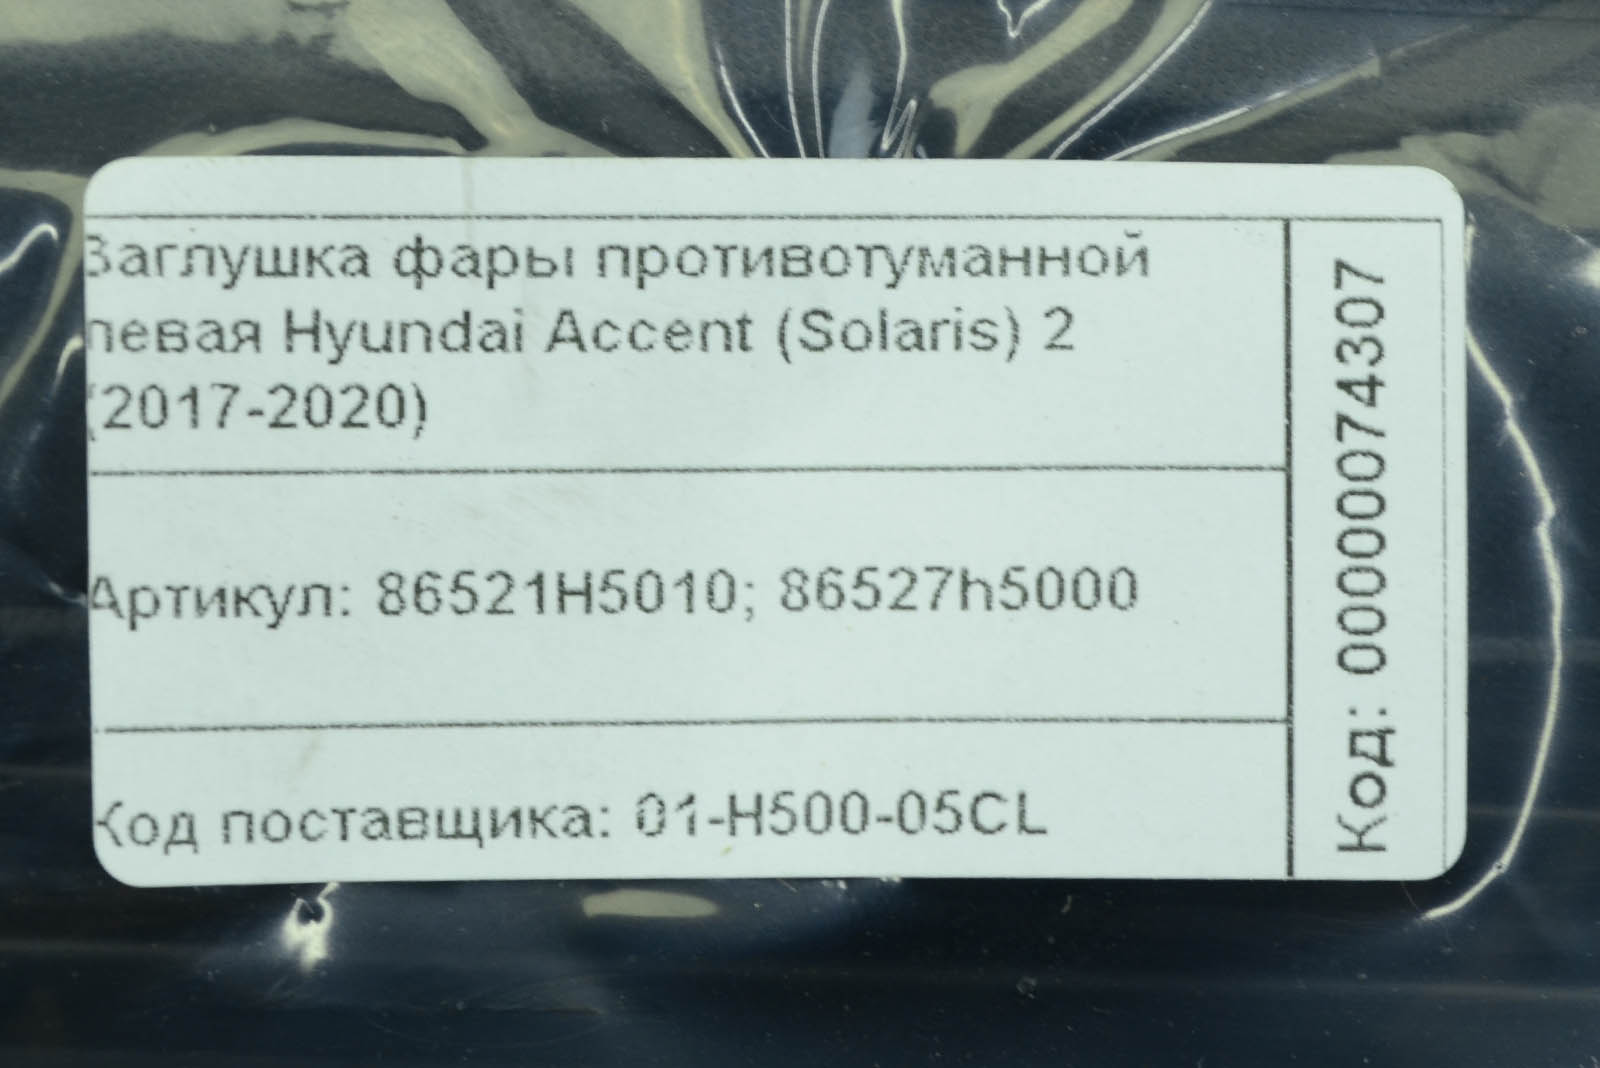 Заглушка фары противотуманной
левая Hyundai Accent (Solaris) 2
(2017-2020)
Артикул: 86521H5010; 86527h5000
Код поставщика: 01-H500-05CL
Код: 00000074307